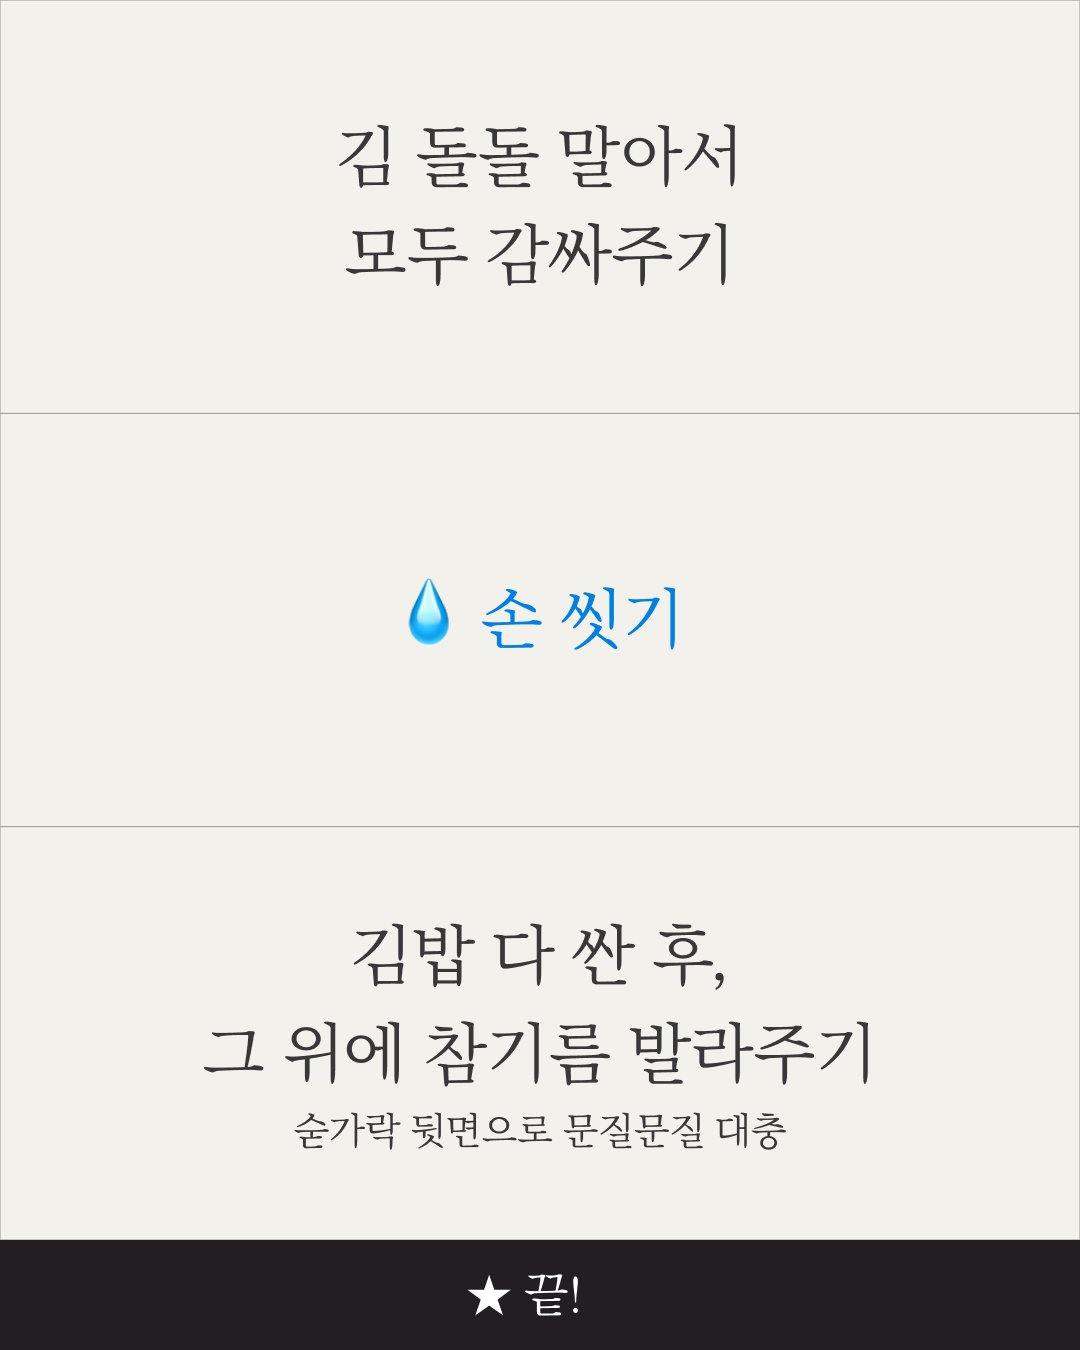 김 돌돌 말아서
모두 감싸주기
💧 손 씻기
김밥 다 싼 후,
그 위에 참기름 발라주기
숟가락 뒷면으로 문질문질 대충
★ 끝!